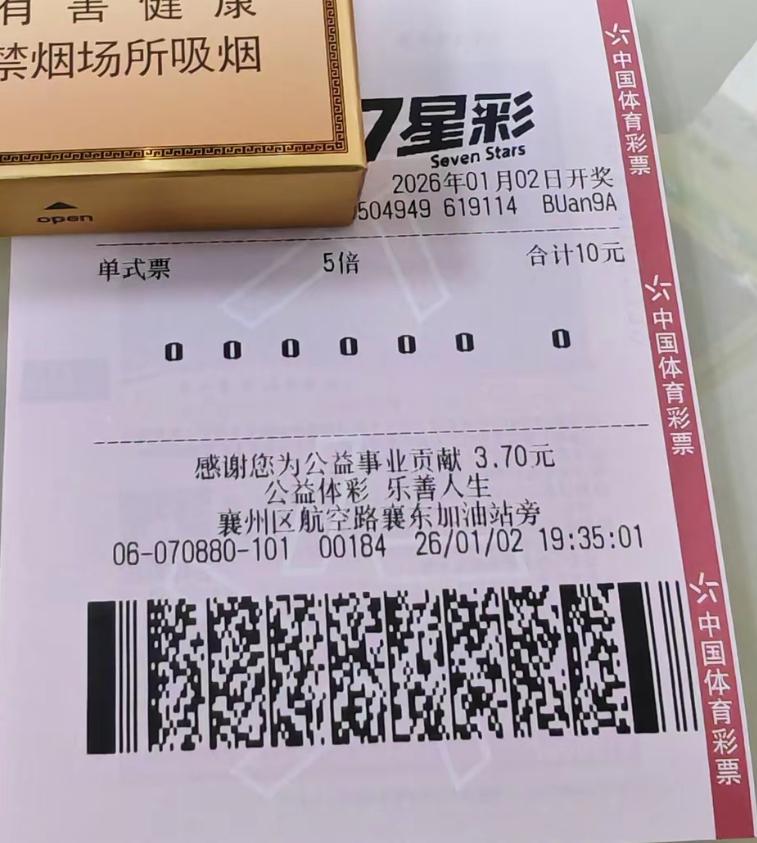 有害健康
禁烟场所吸烟
open
7星彩
Seven Stars
2026年01月02日开奖
504949 619114 BUan9A
单式票 5倍 合计10元
0 0 0 0 0 0 0
感谢您为公益事业贡献 3.70元
公益体彩 乐善人生
襄州区航空路襄东加油站旁
06-070880-101 00184 26/01/02 19:35:01
中国体育彩票
中国体育彩票
中国体育彩票